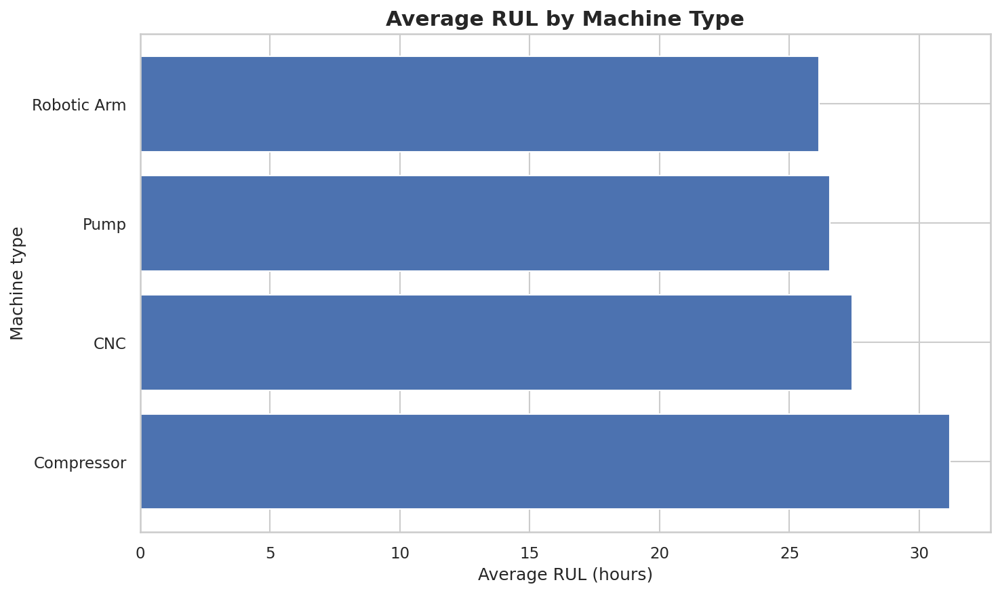 Average RUL by Machine Type
Robotic Arm
Pump
CNC
Compressor
Machine type
0 5 10 15 20 25 30
Average RUL (hours)